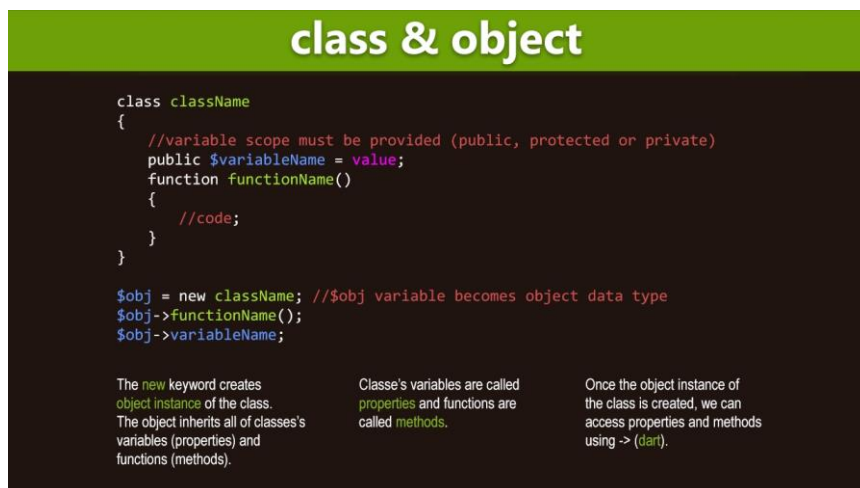 class & object
class className
{
//variable scope must be provided (public, protected or private)
public $variableName = value;
function functionName()
{
//code;
}
}
$obj = new className; //$obj variable becomes object data type
$obj->functionName();
$obj->variableName;
The new keyword creates
object instance of the class.
The object inherits all of classes's
variables (properties) and
functions (methods).
Classe's variables are called
properties and functions are
called methods.
Once the object instance of
the class is created, we can
access properties and methods
using -> (dart).